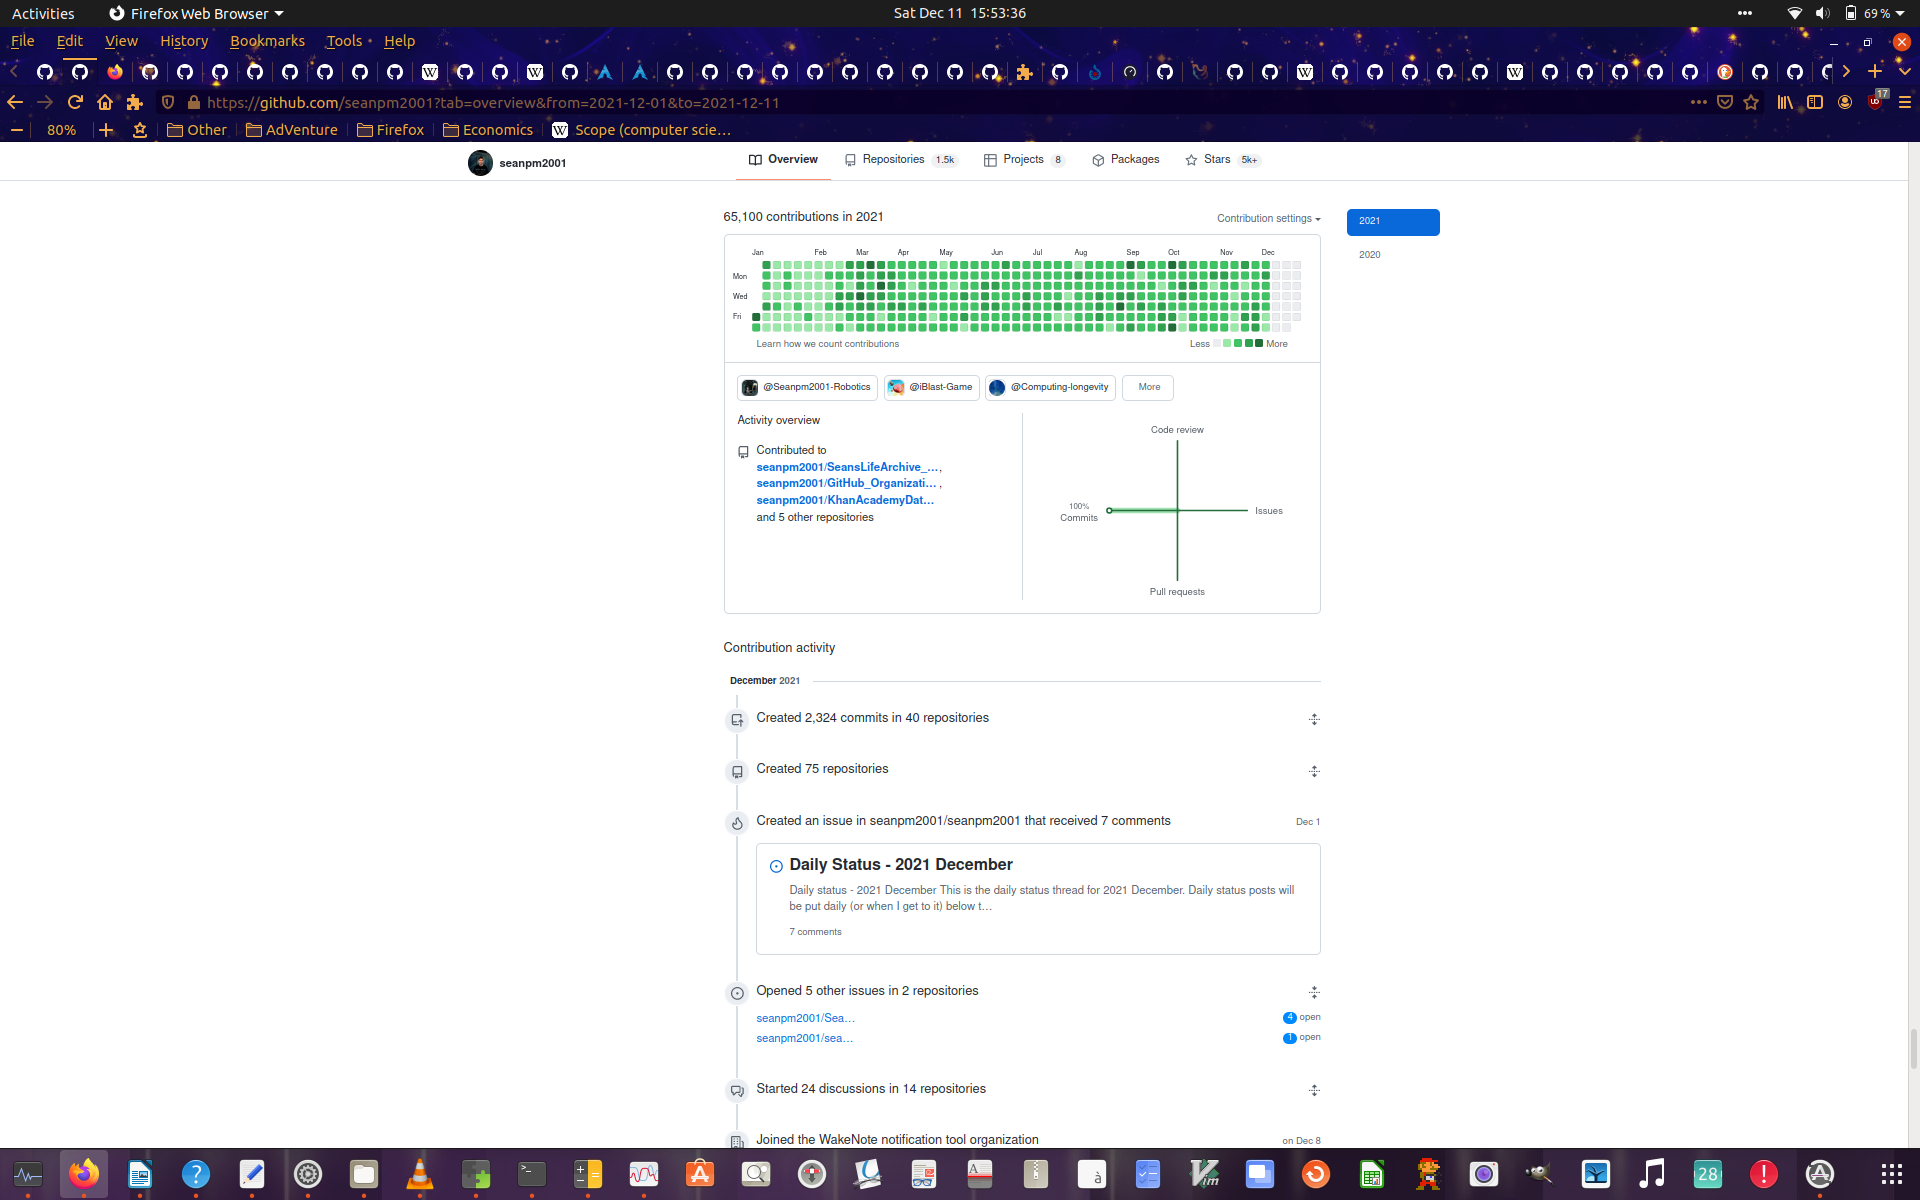 Activities Firefox Web Browser Sat Dec 11 15:53:36 69 %
File Edit View History Bookmarks Tools Help
https://github.com/seanpm2001?tab=overview&from=2021-12-01&to=2021-12-11 17
80% Other AdVenture Firefox Economics Scope (computer scie…
seanpm2001 Overview Repositories 1.5k Projects 8 Packages Stars 5k+
65,100 contributions in 2021 Contribution settings 2021
2020
Jan Feb Mar Apr May Jun Jul Aug Sep Oct Nov Dec
Mon
Wed
Fri
Learn how we count contributions Less More
@Seanpm2001-Robotics @iBlast-Game @Computing-longevity More
Activity overview
Contributed to
seanpm2001/SeansLifeArchive_…,
seanpm2001/GitHub_Organizati… ,
seanpm2001/KhanAcademyDat…
and 5 other repositories
Code review
100%
Commits
Issues
Pull requests
Contribution activity
December 2021
Created 2,324 commits in 40 repositories
Created 75 repositories
Created an issue in seanpm2001/seanpm2001 that received 7 comments Dec 1
Daily Status - 2021 December
Daily status - 2021 December This is the daily status thread for 2021 December. Daily status posts will
be put daily (or when I get to it) below t…
7 comments
Opened 5 other issues in 2 repositories
seanpm2001/Sea… 4 open
seanpm2001/sea… 1 open
Started 24 discussions in 14 repositories
Joined the WakeNote notification tool organization on Dec 8
28